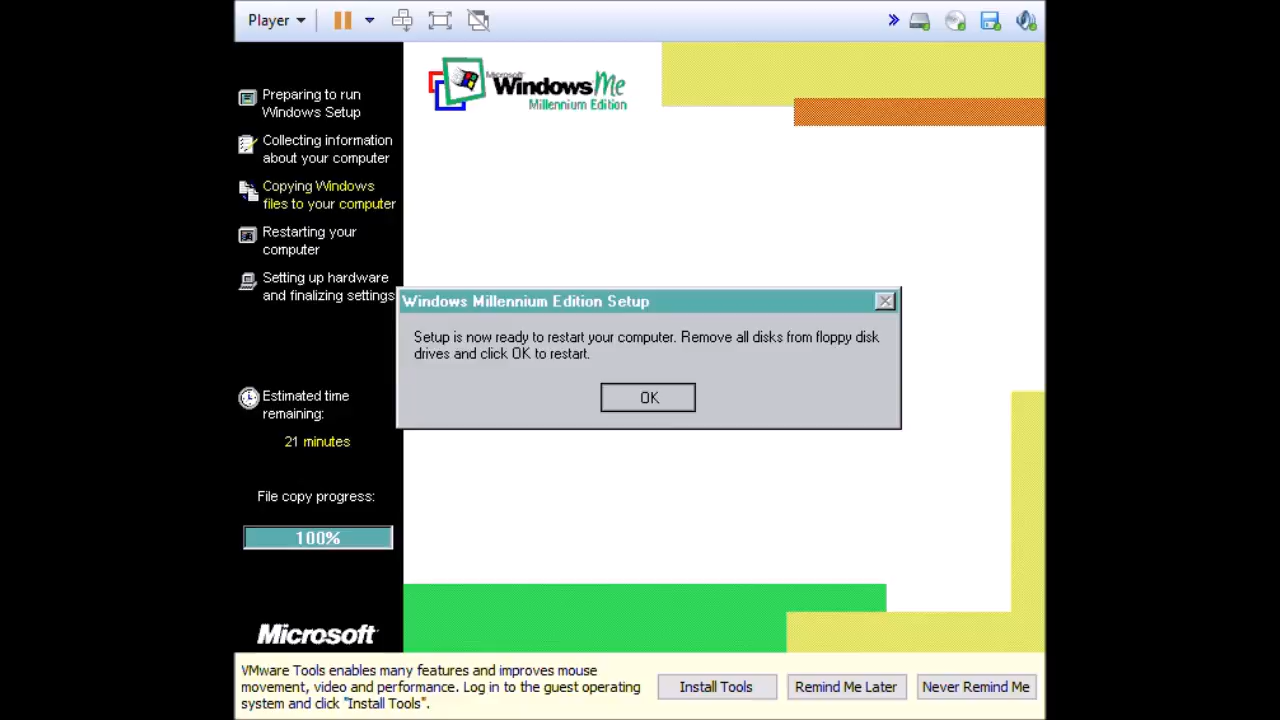 Player
Preparing to run
Windows Setup
Collecting information
about your computer
Copying Windows
files to your computer
Restarting your
computer
Setting up hardware
and finalizing settings
Estimated time
remaining:
21 minutes
File copy progress:
100%
Microsoft
Microsoft
WindowsMe
Millennium Edition
Windows Millennium Edition Setup
Setup is now ready to restart your computer. Remove all disks from floppy disk
drives and click OK to restart.
OK
VMware Tools enables many features and improves mouse
movement, video and performance. Log in to the guest operating
system and click "Install Tools".
Install Tools
Remind Me Later
Never Remind Me